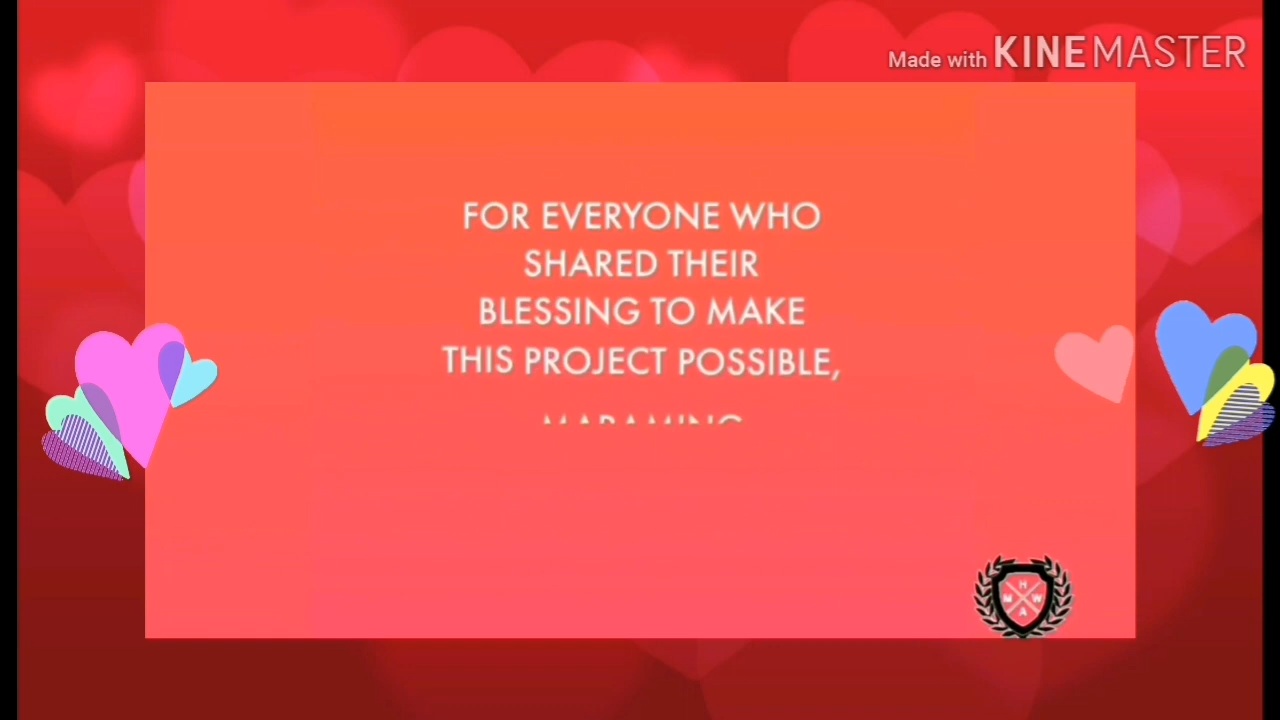 Made with KINEMASTER
FOR EVERYONE WHO
SHARED THEIR
BLESSING TO MAKE
THIS PROJECT POSSIBLE,
H
M W
A